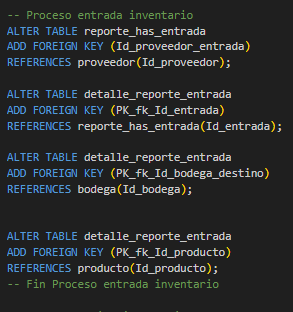 -- Proceso entrada inventario
ALTER TABLE reporte_has_entrada
ADD FOREIGN KEY (Id_proveedor_entrada)
REFERENCES proveedor(Id_proveedor);
ALTER TABLE detalle_reporte_entrada
ADD FOREIGN KEY (PK_fk_Id_entrada)
REFERENCES reporte_has_entrada(Id_entrada);
ALTER TABLE detalle_reporte_entrada
ADD FOREIGN KEY (PK_fk_Id_bodega_destino)
REFERENCES bodega(Id_bodega);
ALTER TABLE detalle_reporte_entrada
ADD FOREIGN KEY (PK_fk_Id_producto)
REFERENCES producto(Id_producto);
-- Fin Proceso entrada inventario